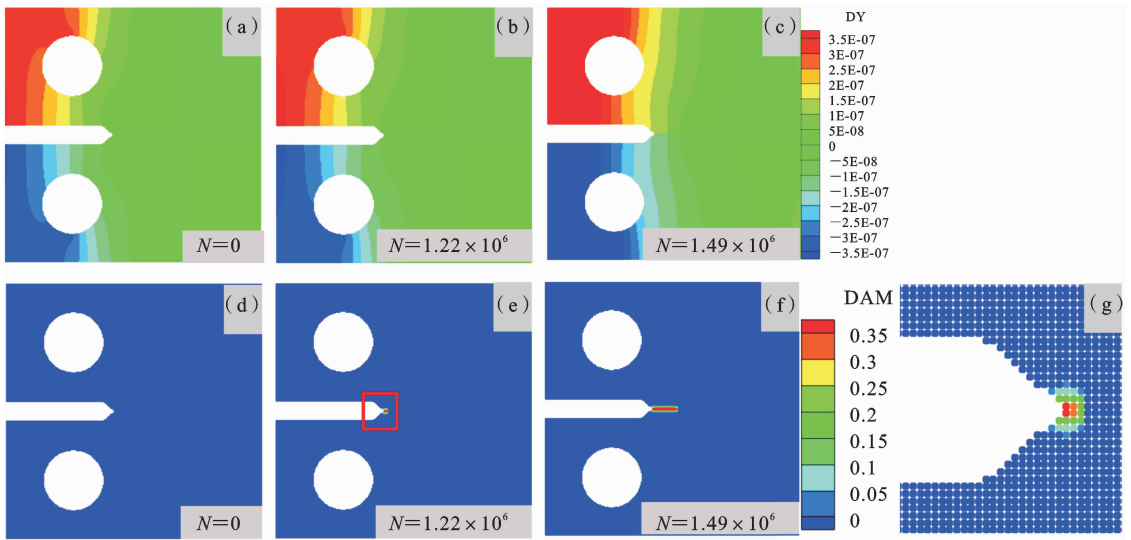 (a)
N=0
(b)
N=1.22×10⁶
(c)
N=1.49×10⁶
DY
3.5E-07
3E-07
2.5E-07
2E-07
1.5E-07
1E-07
5E-08
0
−5E-08
−1E-07
−1.5E-07
−2E-07
−2.5E-07
−3E-07
−3.5E-07
(d)
N=0
(e)
N=1.22×10⁶
(f)
N=1.49×10⁶
DAM
0.35
0.3
0.25
0.2
0.15
0.1
0.05
0
(g)